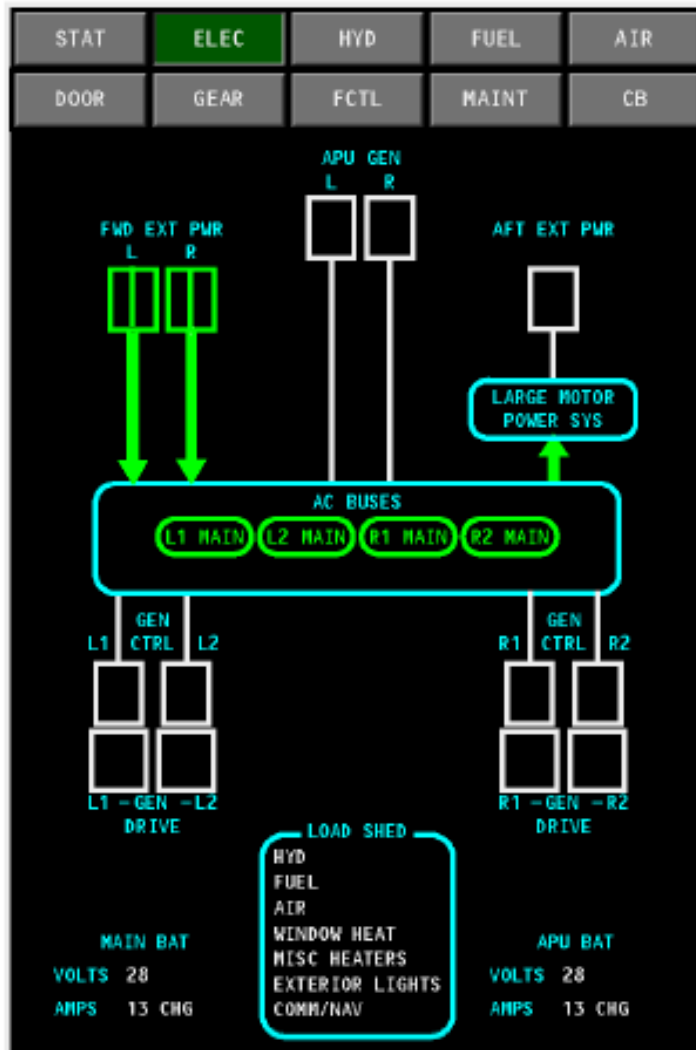 STAT ELEC HYD FUEL AIR
DOOR GEAR FCTL MAINT CB
APU GEN
L R
FWD EXT PWR
L R
AFT EXT PWR
LARGE MOTOR
POWER SYS
AC BUSES
L1 MAIN L2 MAIN R1 MAIN R2 MAIN
GEN
L1 CTRL L2
GEN
R1 CTRL R2
L1 -GEN -L2
DRIVE
R1 -GEN -R2
DRIVE
LOAD SHED
HYD
FUEL
AIR
WINDOW HEAT
MISC HEATERS
EXTERIOR LIGHTS
COMM/NAV
MAIN BAT
VOLTS 28
AMPS 13 CHG
APU BAT
VOLTS 28
AMPS 13 CHG